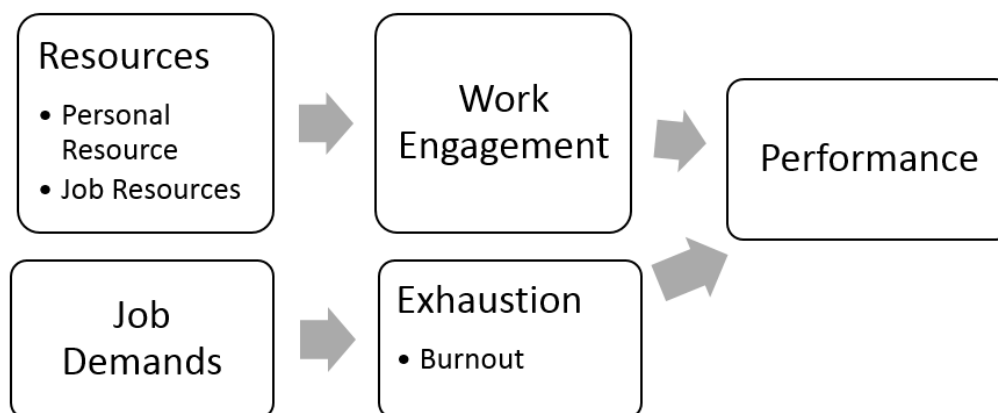 Resources
• Personal
Resource
• Job Resources
Work
Engagement
Performance
Job
Demands
Exhaustion
• Burnout